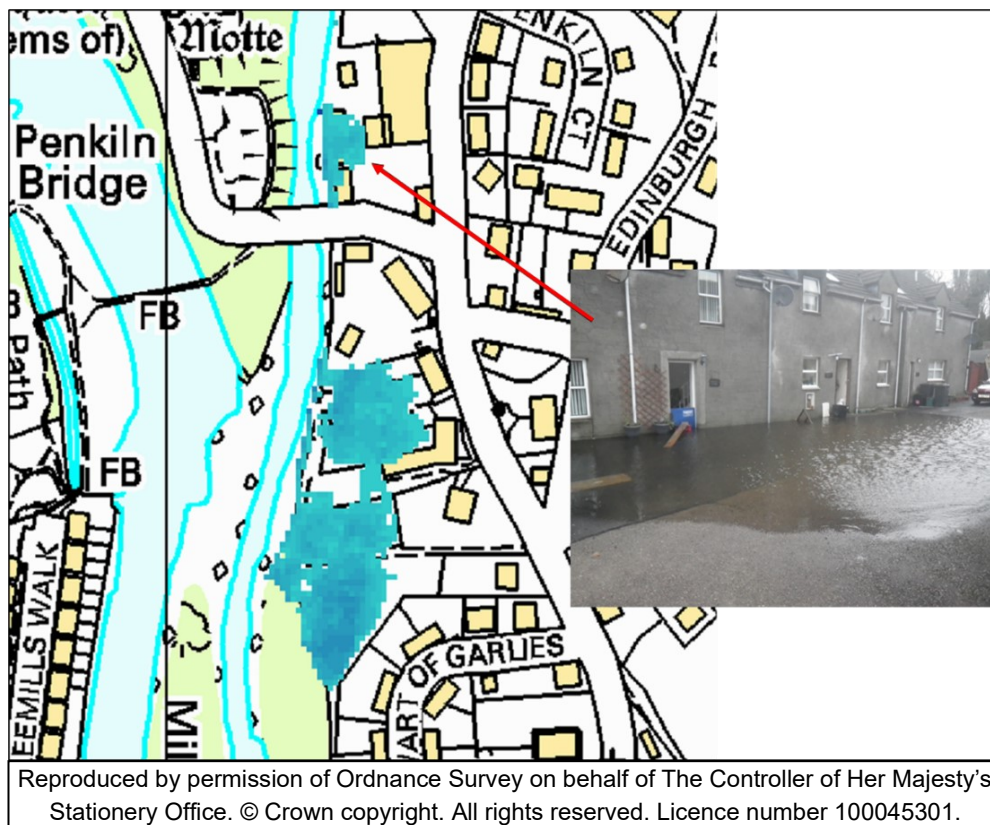 ems of)
Motte
Penkiln
Bridge
ENKILN CT
EDINBURGH
FB
B
Path
FB
EEMILLS WALK
Mil
ART OF GARLIES
Reproduced by permission of Ordnance Survey on behalf of The Controller of Her Majesty's
Stationery Office. © Crown copyright. All rights reserved. Licence number 100045301.